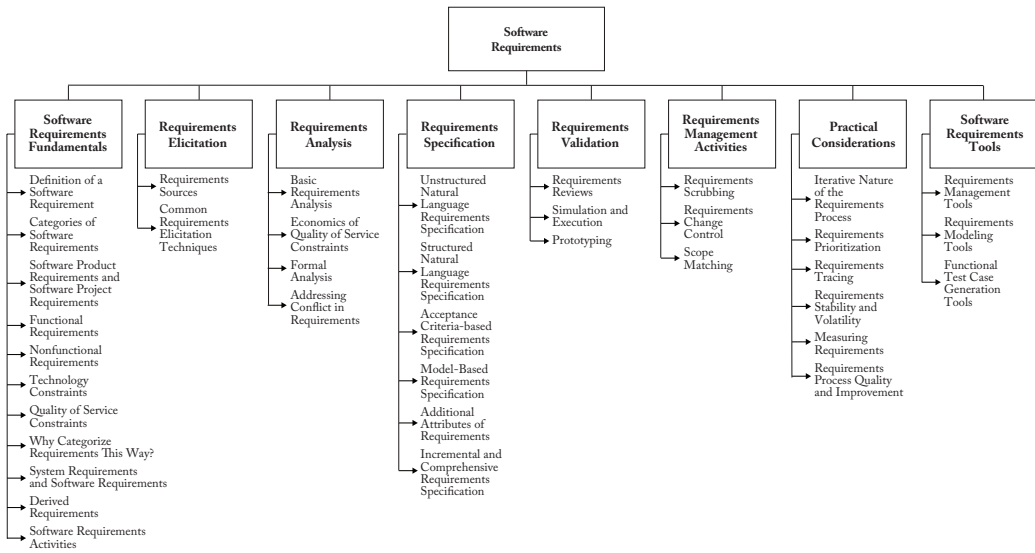 Software
Requirements
Software
Requirements
Fundamentals
Definition of a
Software
Requirement
Categories of
Software
Requirements
Software Product
Requirements and
Software Project
Requirements
Functional
Requirements
Nonfunctional
Requirements
Technology
Constraints
Quality of Service
Constraints
Why Categorize
Requirements This Way?
System Requirements
and Software Requirements
Derived
Requirements
Software Requirements
Activities
Requirements
Elicitation
Requirements
Sources
Common
Requirements
Elicitation
Techniques
Requirements
Analysis
Basic
Requirements
Analysis
Economics of
Quality of Service
Constraints
Formal
Analysis
Addressing
Conflict in
Requirements
Requirements
Specification
Unstructured
Natural
Language
Requirements
Specification
Structured
Natural
Language
Requirements
Specification
Acceptance
Criteria-based
Requirements
Specification
Model-Based
Requirements
Specification
Additional
Attributes of
Requirements
Incremental and
Comprehensive
Requirements
Specification
Requirements
Validation
Requirements
Reviews
Simulation and
Execution
Prototyping
Requirements
Management
Activities
Requirements
Scrubbing
Requirements
Change
Control
Scope
Matching
Practical
Considerations
Iterative Nature
of the
Requirements
Process
Requirements
Prioritization
Requirements
Tracing
Requirements
Stability and
Volatility
Measuring
Requirements
Requirements
Process Quality
and Improvement
Software
Requirements
Tools
Requirements
Management
Tools
Requirements
Modeling
Tools
Functional
Test Case
Generation
Tools